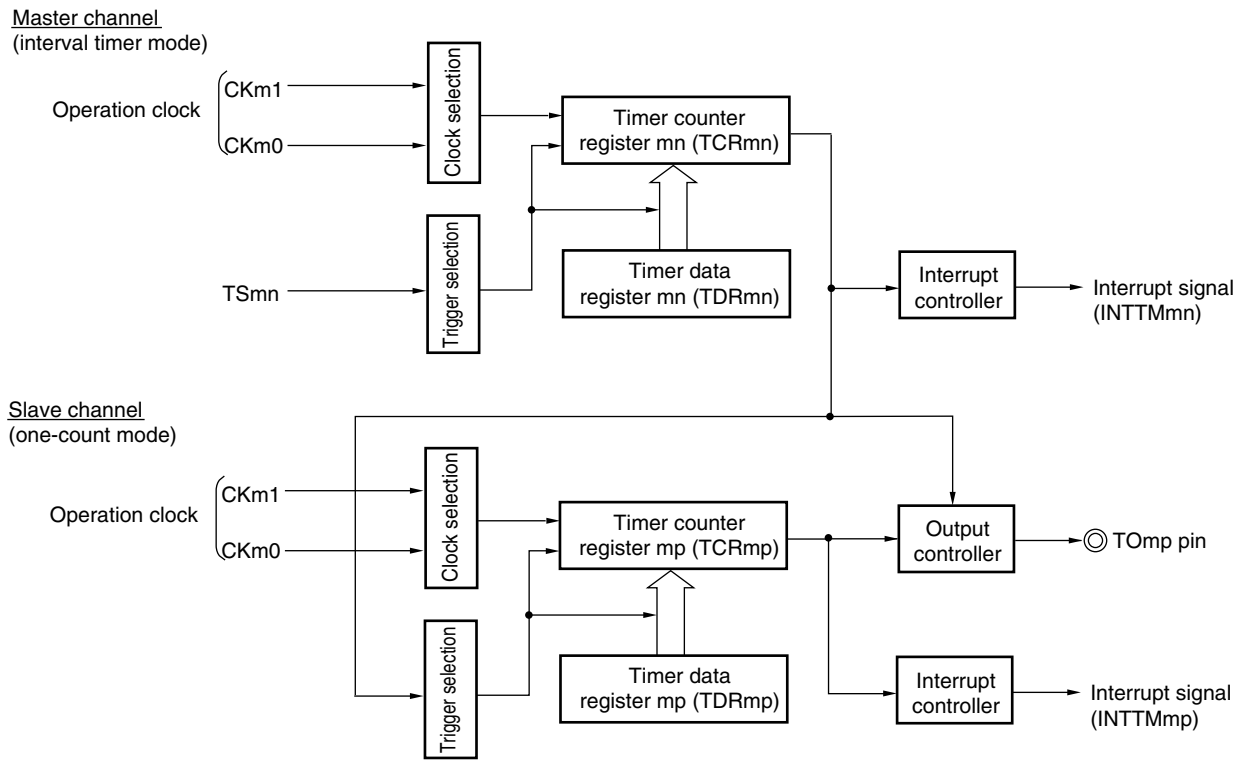 Master channel
(interval timer mode)
Operation clock
CKm1
CKm0
Clock selection
Timer counter
register mn (TCRmn)
TSmn
Trigger selection
Timer data
register mn (TDRmn)
Interrupt
controller
Interrupt signal
(INTTMmn)
Slave channel
(one-count mode)
Operation clock
CKm1
CKm0
Clock selection
Timer counter
register mp (TCRmp)
Output
controller
TOmp pin
Trigger selection
Timer data
register mp (TDRmp)
Interrupt
controller
Interrupt signal
(INTTMmp)